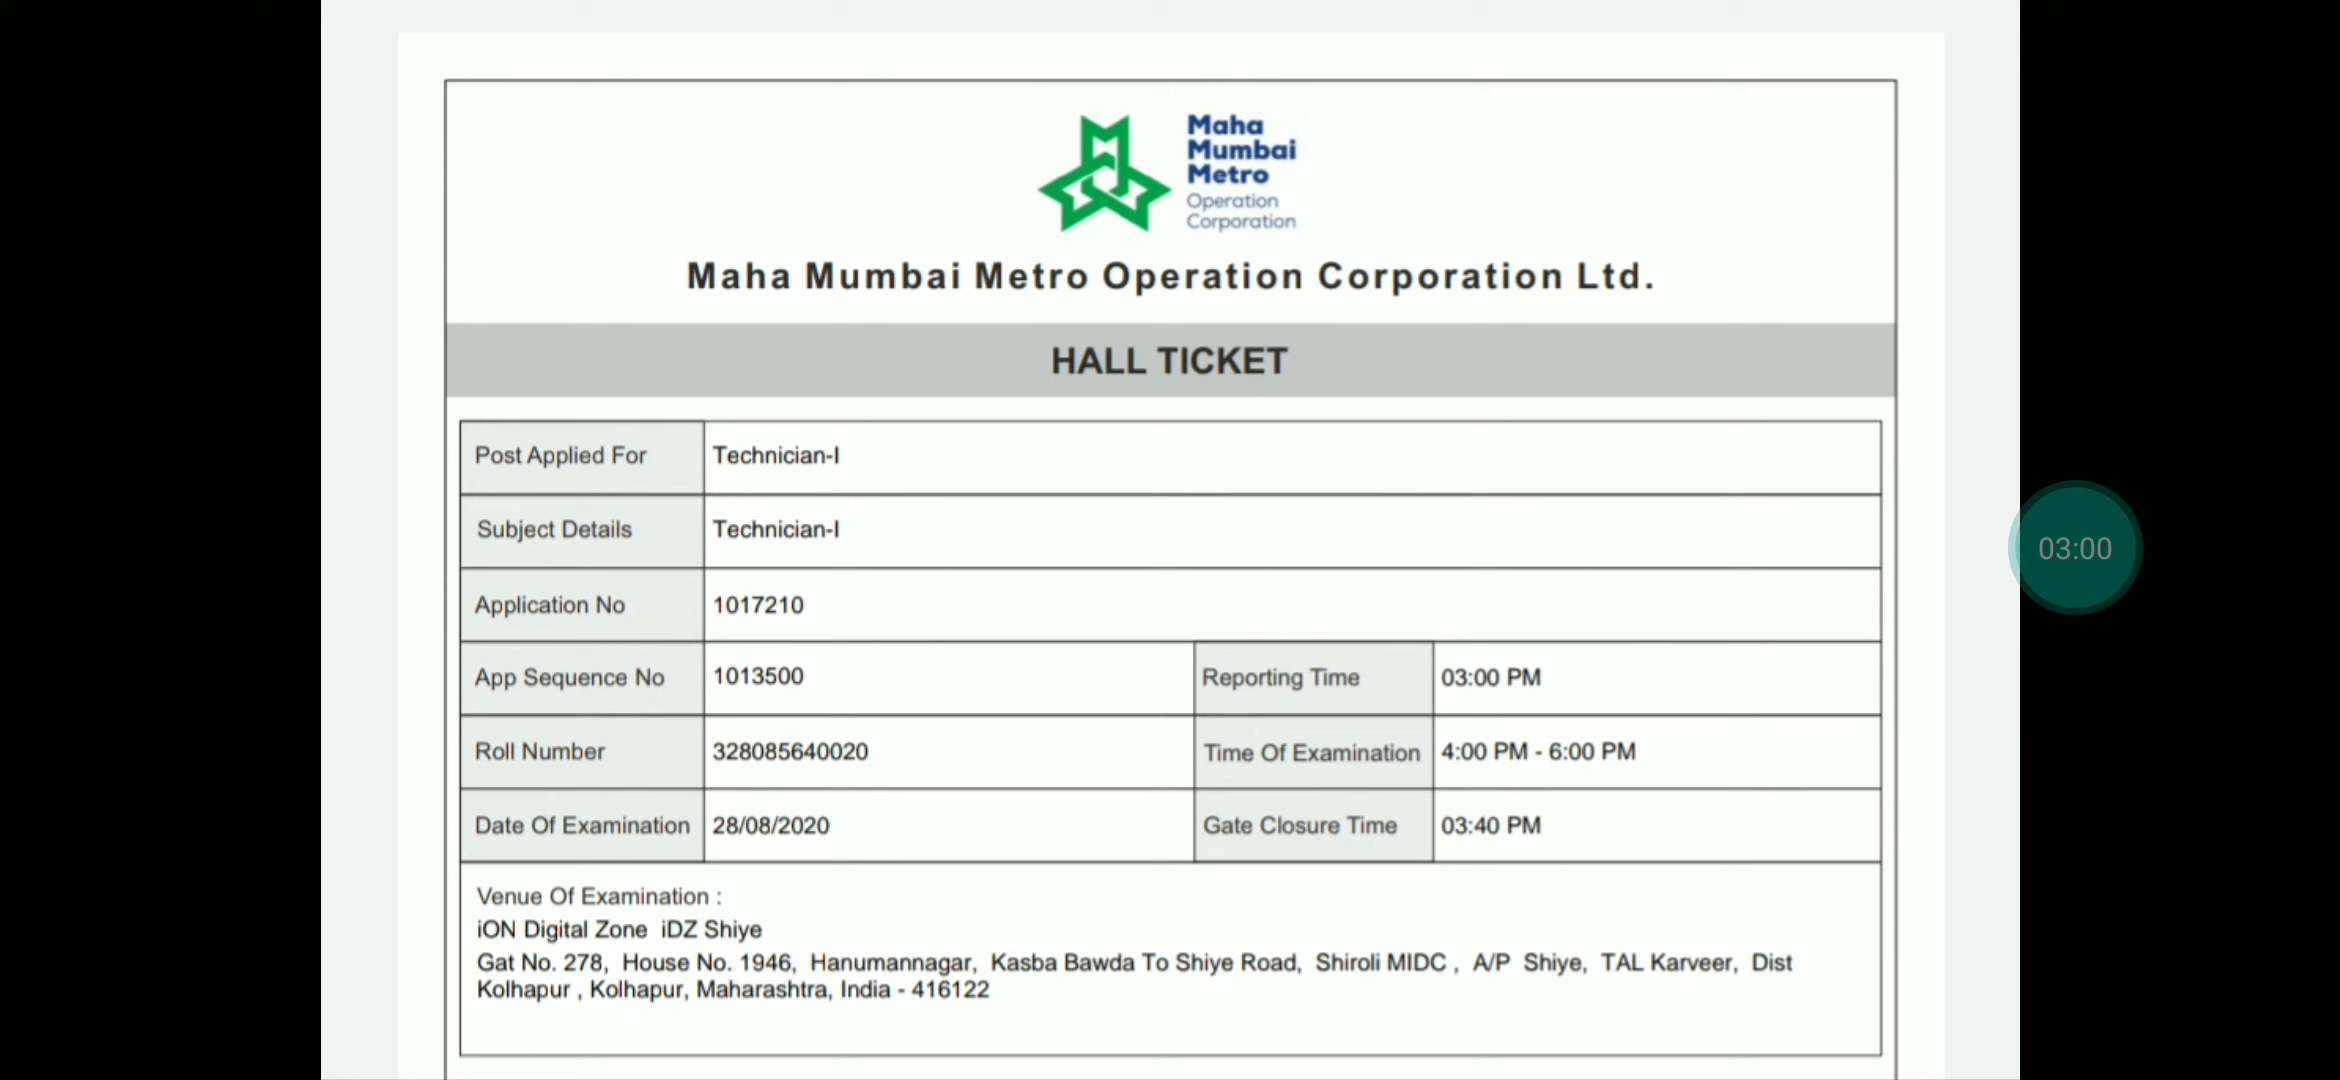 Maha
Mumbai
Metro
Operation
Corporation
Maha Mumbai Metro Operation Corporation Ltd.
HALL TICKET
Post Applied For Technician-I
Subject Details Technician-I
Application No 1017210
App Sequence No 1013500 Reporting Time 03:00 PM
Roll Number 328085640020 Time Of Examination 4:00 PM - 6:00 PM
Date Of Examination 28/08/2020 Gate Closure Time 03:40 PM
Venue Of Examination :
iON Digital Zone iDZ Shiye
Gat No. 278, House No. 1946, Hanumannagar, Kasba Bawda To Shiye Road, Shiroli MIDC , A/P Shiye, TAL Karveer, Dist
Kolhapur , Kolhapur, Maharashtra, India - 416122
03:00